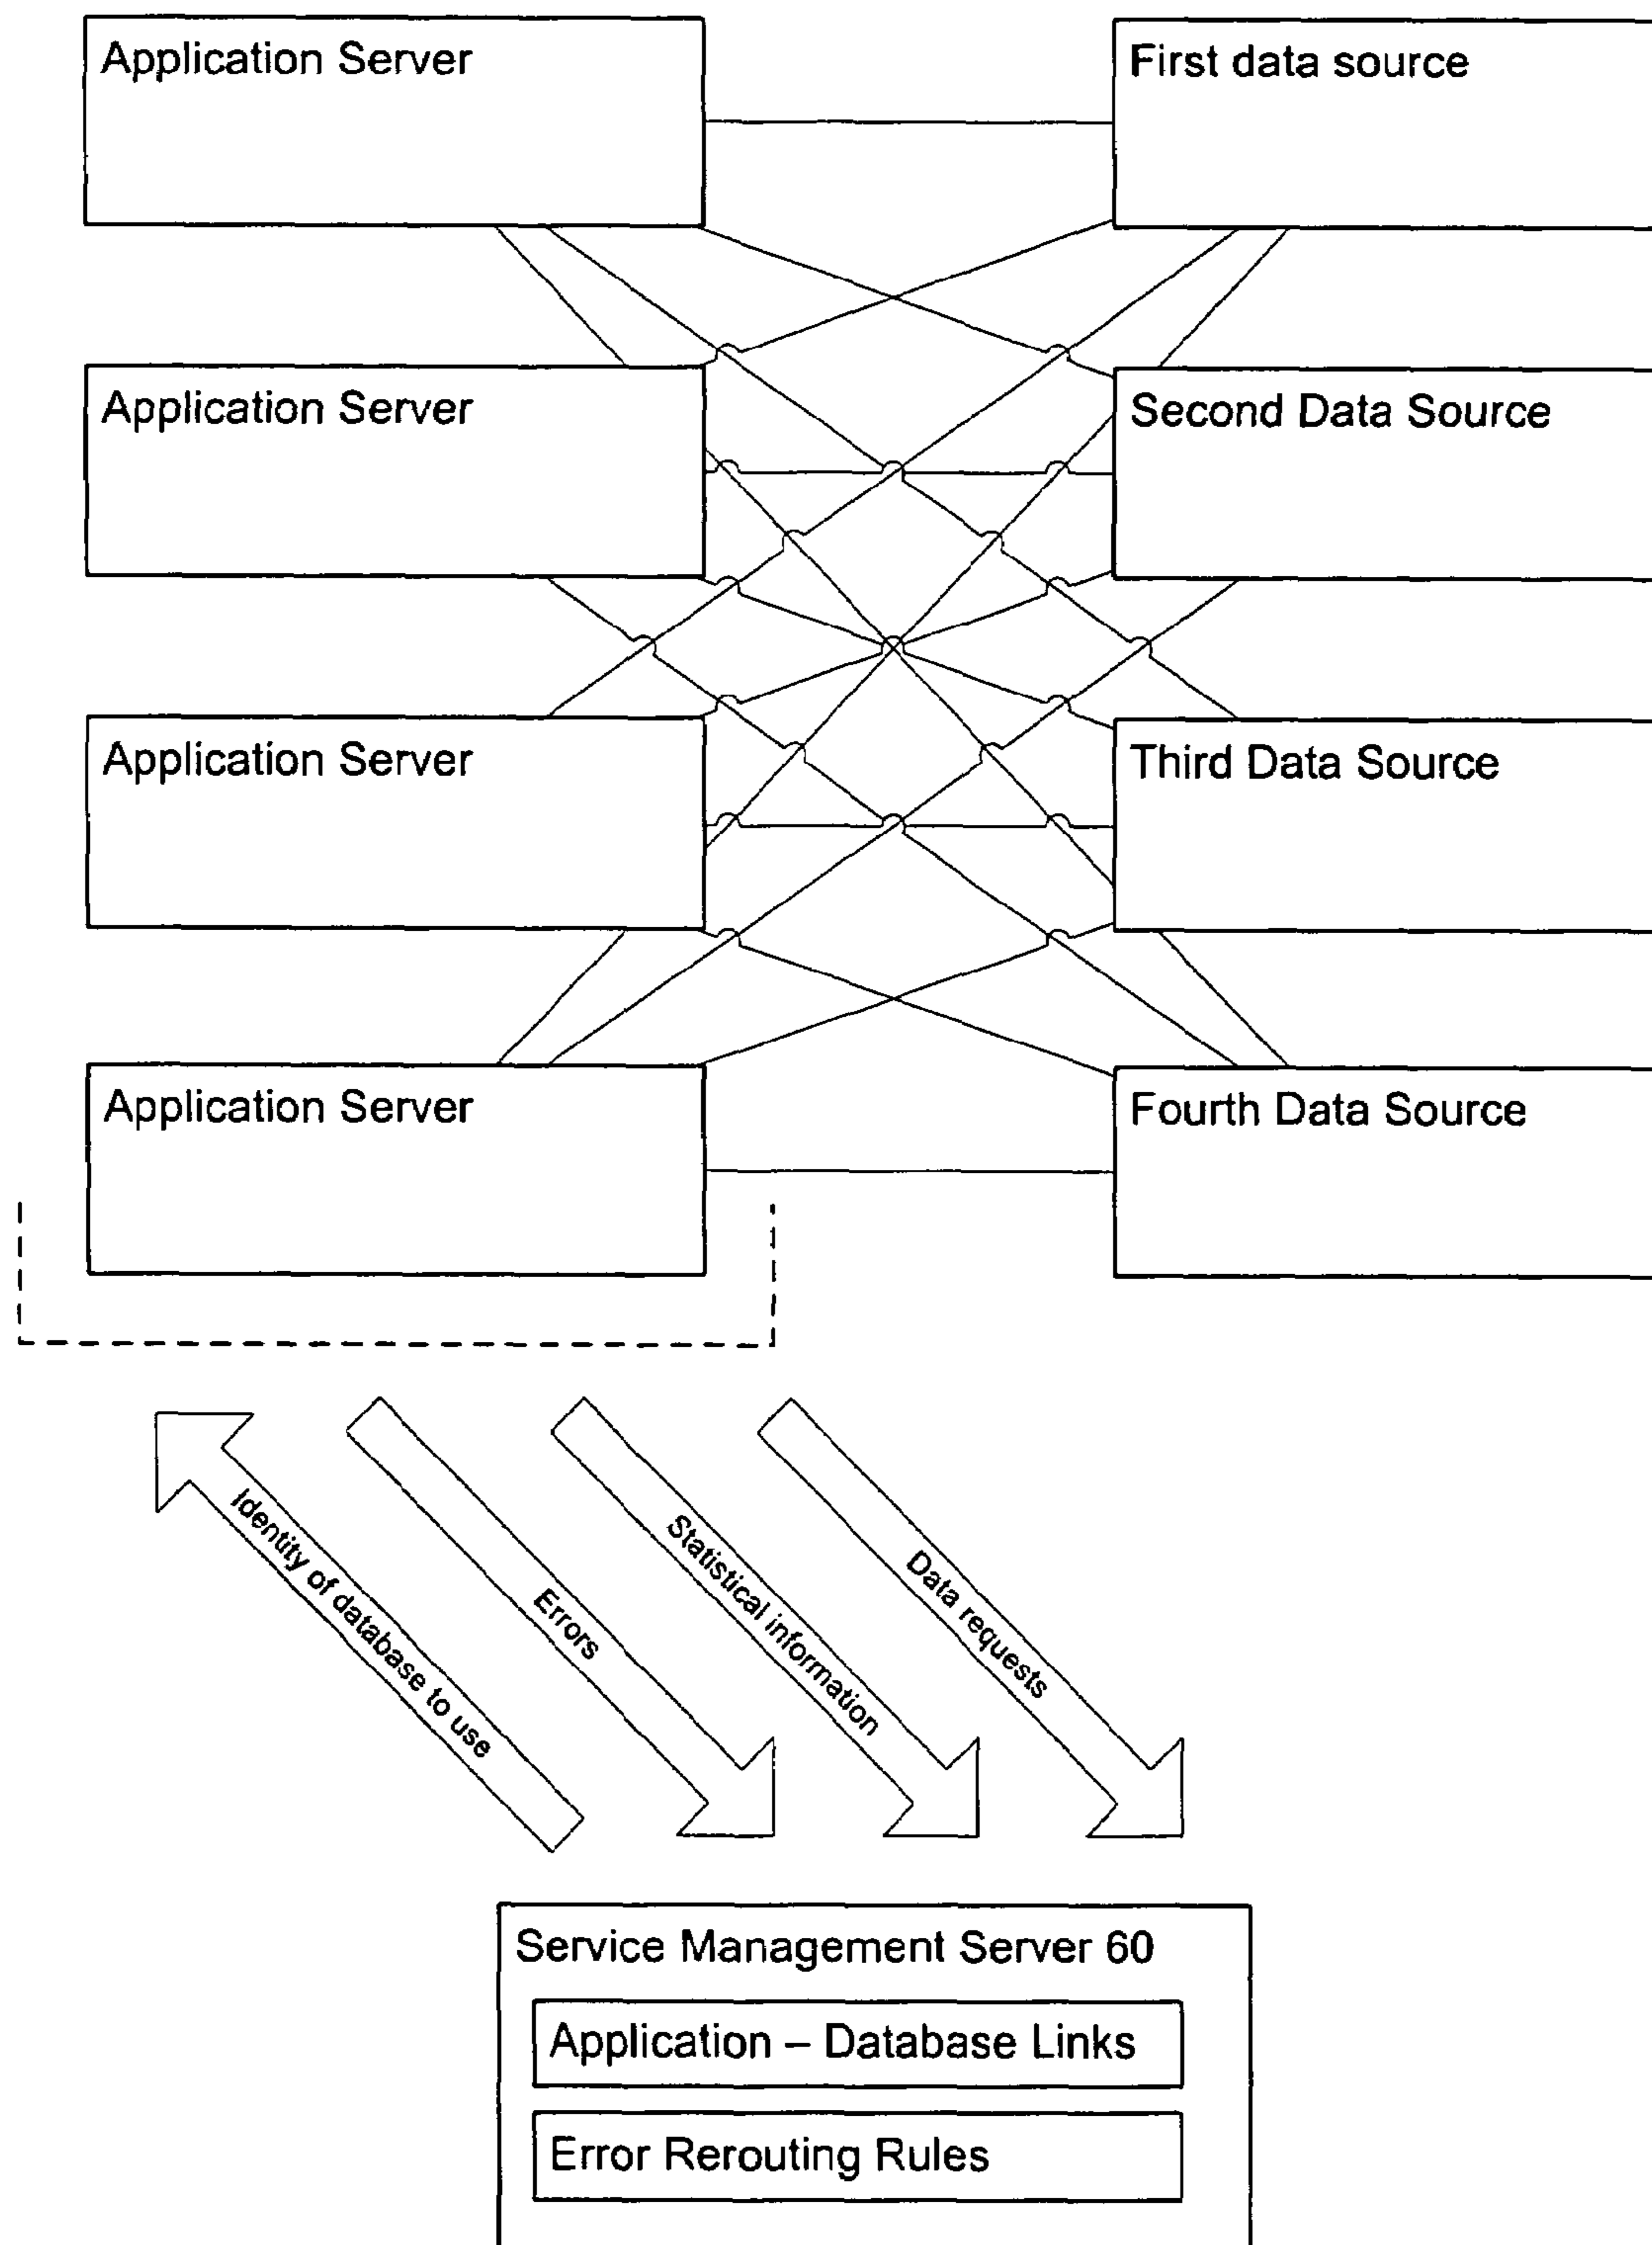 Application Server
First data source
Application Server
Second Data Source
Application Server
Third Data Source
Application Server
Fourth Data Source
Identity of database to use
Errors
Statistical information
Data requests
Service Management Server 60
Application – Database Links
Error Rerouting Rules